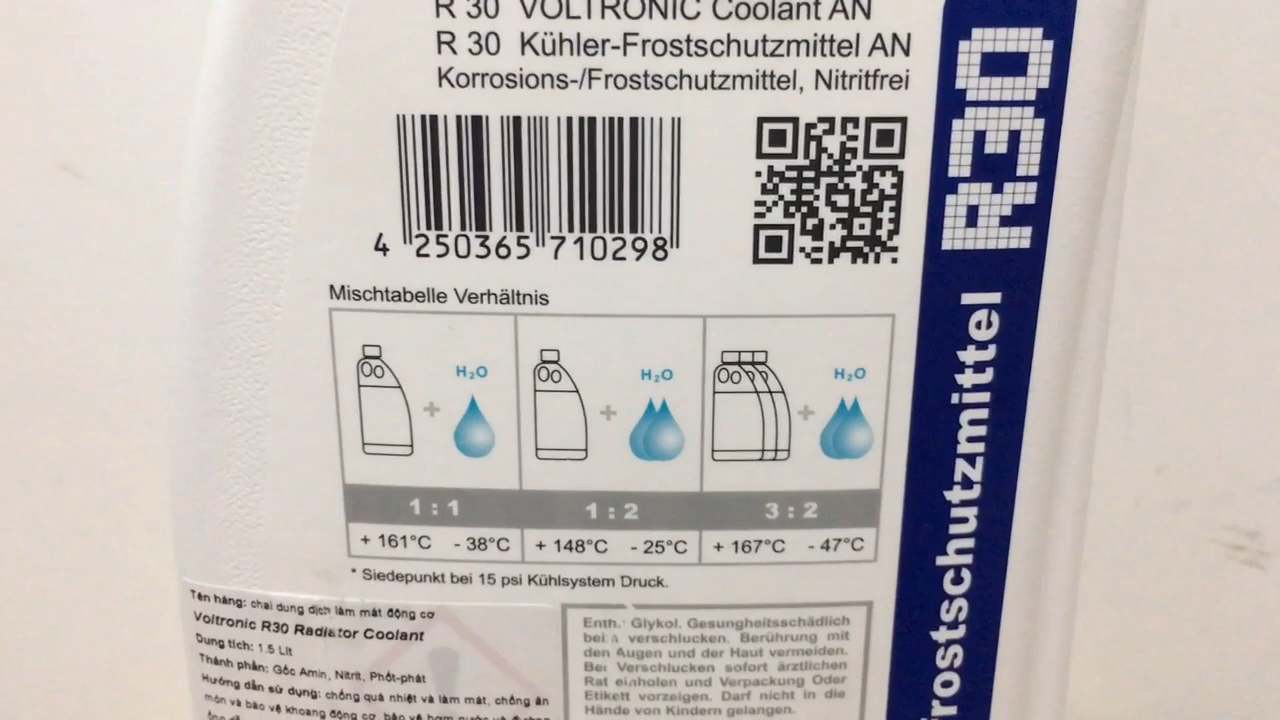 R 30 VOLTRONIC Coolant AN
R 30 Kühler-Frostschutzmittel AN
Korrosions-/Frostschutzmittel, Nitritfrei
4 250365 710298
Mischtabelle Verhältnis
H₂O H₂O H₂O
+ + +
1 : 1 1 : 2 3 : 2
+ 161°C - 38°C + 148°C - 25°C + 167°C - 47°C
* Siedepunkt bei 15 psi Kühlsystem Druck.
Tên hàng: chai dung dịch làm mát động cơ
Voltronic R30 Radiator Coolant
Dung tích: 1.5 Lít
Thành phần: Gốc Amin, Nitrit, Phốt-phát
Hướng dẫn sử dụng: chống quá nhiệt và làm mát, chống ăn
mòn và bảo vệ khoang động cơ, bảo vệ bơm nước và đường
ống
Enth.: Glykol. Gesungheitsschädlich
bei verschlucken. Berührung mit
den Augen und der Haut vermeiden.
Bei Verschlucken sofort ärztlichen
Rat einholen und Verpackung Oder
Etikett vorzeigen. Darf nicht in die
Hände von Kindern gelangen.
rostschutzmittel R30